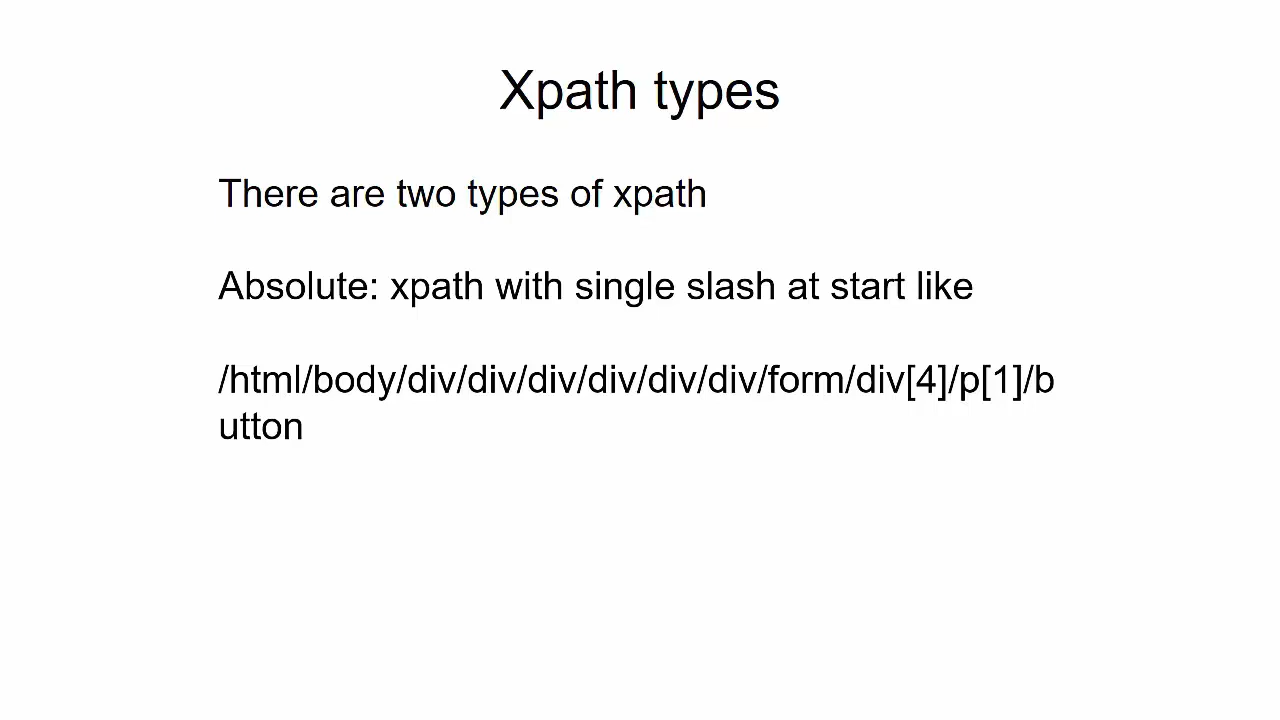 Xpath types
There are two types of xpath
Absolute: xpath with single slash at start like
/html/body/div/div/div/div/div/div/form/div[4]/p[1]/b
utton